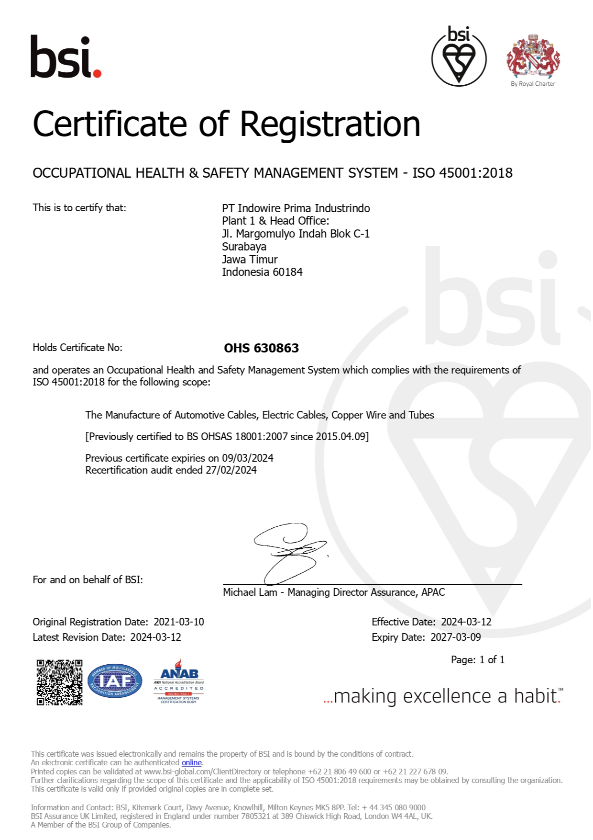 bsi.
bsi
By Royal Charter
Certificate of Registration
OCCUPATIONAL HEALTH & SAFETY MANAGEMENT SYSTEM - ISO 45001:2018
This is to certify that:
PT Indowire Prima Industrindo
Plant 1 & Head Office:
Jl. Margomulyo Indah Blok C-1
Surabaya
Jawa Timur
Indonesia 60184
bsi
Holds Certificate No:
OHS 630863
and operates an Occupational Health and Safety Management System which complies with the requirements of
ISO 45001:2018 for the following scope:
The Manufacture of Automotive Cables, Electric Cables, Copper Wire and Tubes
[Previously certified to BS OHSAS 18001:2007 since 2015.04.09]
Previous certificate expiries on 09/03/2024
Recertification audit ended 27/02/2024
For and on behalf of BSI:
Michael Lam - Managing Director Assurance, APAC
Original Registration Date: 2021-03-10
Effective Date: 2024-03-12
Latest Revision Date: 2024-03-12
Expiry Date: 2027-03-09
Page: 1 of 1
IAF
ANAB
ANSI National Accreditation Board
ACCREDITED
MANAGEMENT SYSTEMS
CERTIFICATION BODY
...making excellence a habit.™
This certificate was issued electronically and remains the property of BSI and is bound by the conditions of contract.
An electronic certificate can be authenticated online.
Printed copies can be validated at www.bsi-global.com/ClientDirectory or telephone +62 21 806 49 600 or +62 21 227 678 09.
Further clarifications regarding the scope of this certificate and the applicability of ISO 45001:2018 requirements may be obtained by consulting the organization.
This certificate is valid only if provided original copies are in complete set.
Information and Contact: BSI, Kitemark Court, Davy Avenue, Knowlhill, Milton Keynes MK5 8PP. Tel: + 44 345 080 9000
BSI Assurance UK Limited, registered in England under number 7805321 at 389 Chiswick High Road, London W4 4AL, UK.
A Member of the BSI Group of Companies.